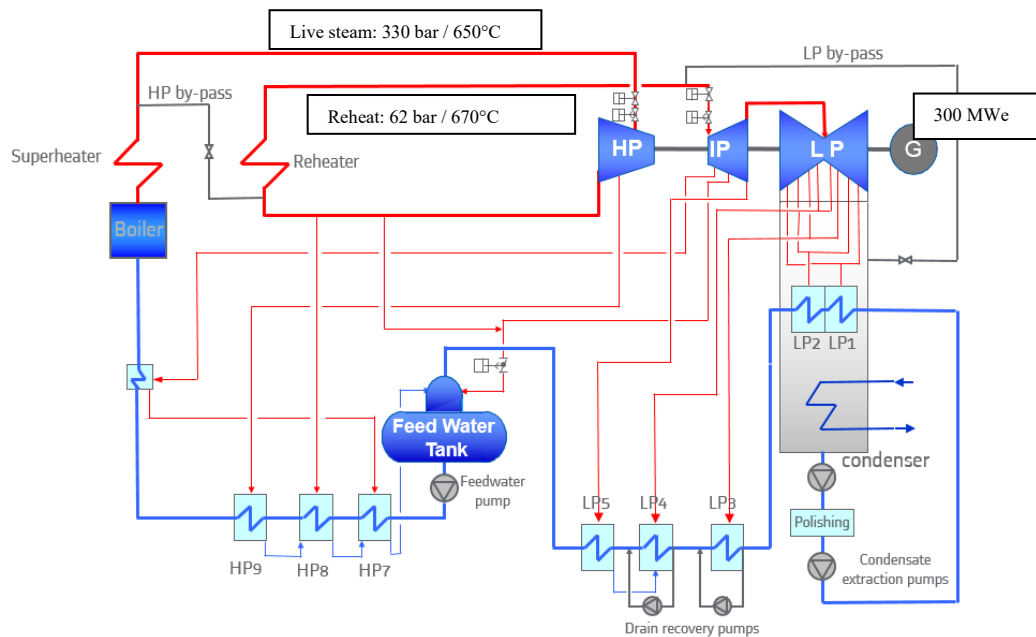 Live steam: 330 bar / 650°C
LP by-pass
HP by-pass
Reheat: 62 bar / 670°C
300 MWe
Superheater
Reheater
HP
IP
LP
G
Boiler
LP2
LP1
Feed Water
Tank
Feedwater
pump
condenser
LP5
LP4
LP3
Polishing
HP9
HP8
HP7
Condensate
extraction pumps
Drain recovery pumps